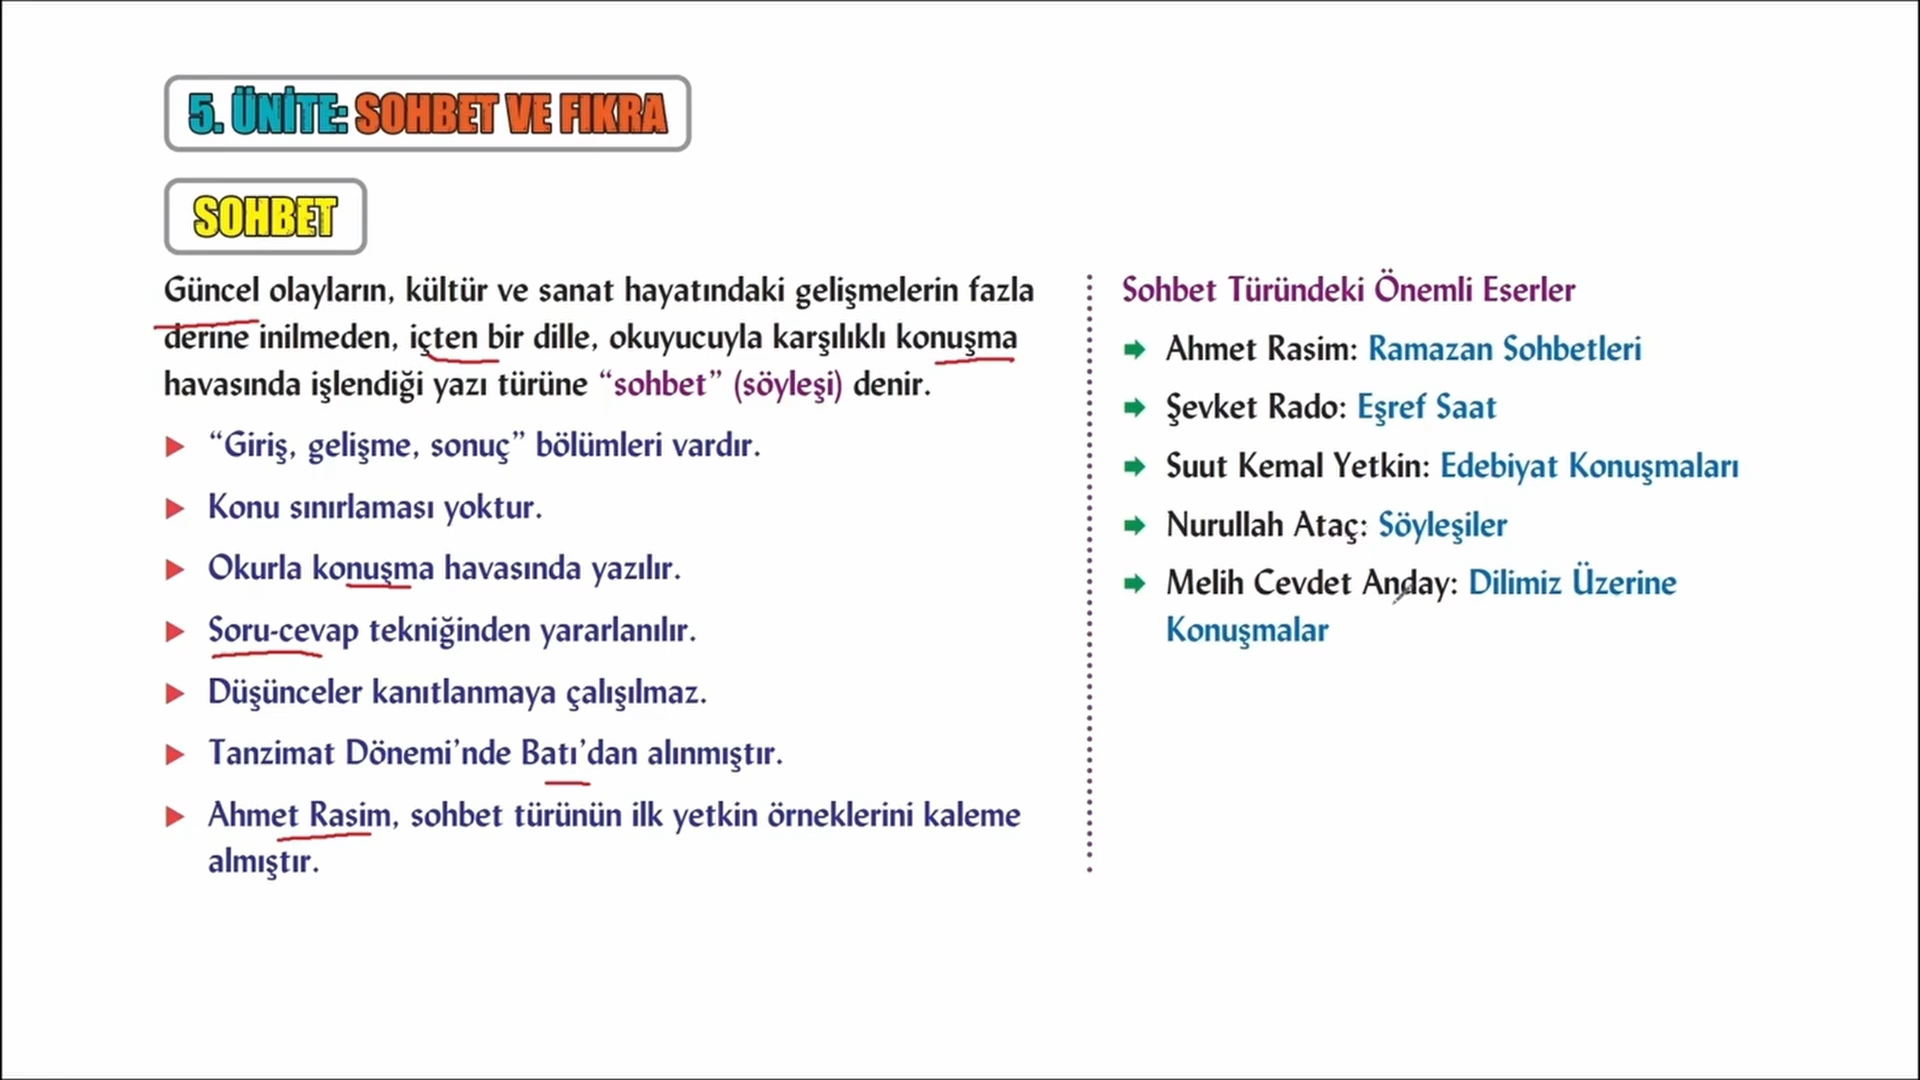 5. ÜNİTE: SOHBET VE FIKRA
SOHBET
Güncel olayların, kültür ve sanat hayatındaki gelişmelerin fazla
derine inilmeden, içten bir dille, okuyucuyla karşılıklı konuşma
havasında işlendiği yazı türüne “sohbet” (söyleşi) denir.
“Giriş, gelişme, sonuç” bölümleri vardır.
Konu sınırlaması yoktur.
Okurla konuşma havasında yazılır.
Soru-cevap tekniğinden yararlanılır.
Düşünceler kanıtlanmaya çalışılmaz.
Tanzimat Dönemi’nde Batı’dan alınmıştır.
Ahmet Rasim, sohbet türünün ilk yetkin örneklerini kaleme
almıştır.
Sohbet Türündeki Önemli Eserler
Ahmet Rasim: Ramazan Sohbetleri
Şevket Rado: Eşref Saat
Suut Kemal Yetkin: Edebiyat Konuşmaları
Nurullah Ataç: Söyleşiler
Melih Cevdet Anday: Dilimiz Üzerine
Konuşmalar